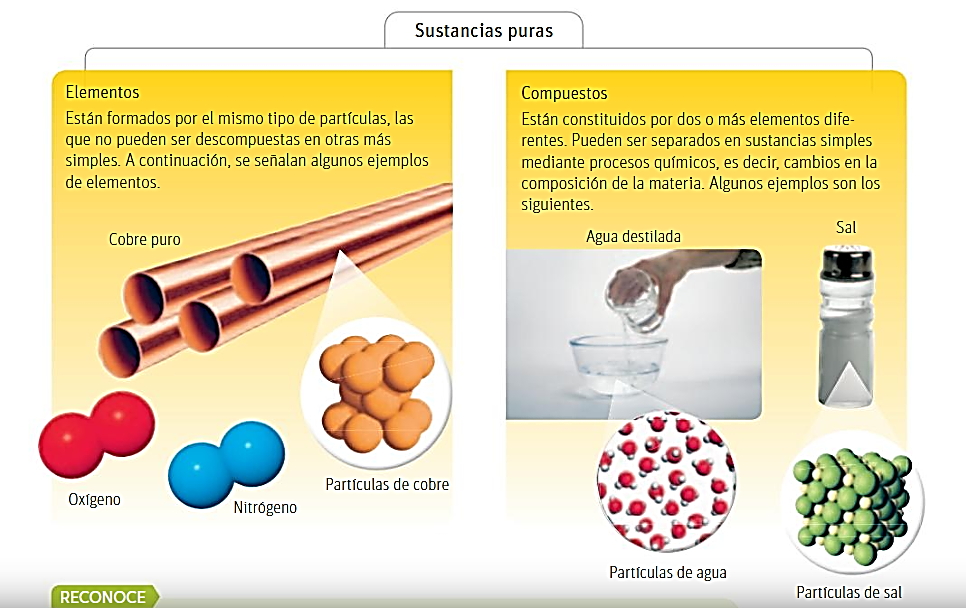 Sustancias puras
Elementos
Están formados por el mismo tipo de partículas, las
que no pueden ser descompuestas en otras más
simples. A continuación, se señalan algunos ejemplos
de elementos.
Cobre puro
Oxígeno
Nitrógeno
Partículas de cobre
Compuestos
Están constituidos por dos o más elementos dife-
rentes. Pueden ser separados en sustancias simples
mediante procesos químicos, es decir, cambios en la
composición de la materia. Algunos ejemplos son los
siguientes.
Agua destilada
Sal
Partículas de agua
Partículas de sal
RECONOCE